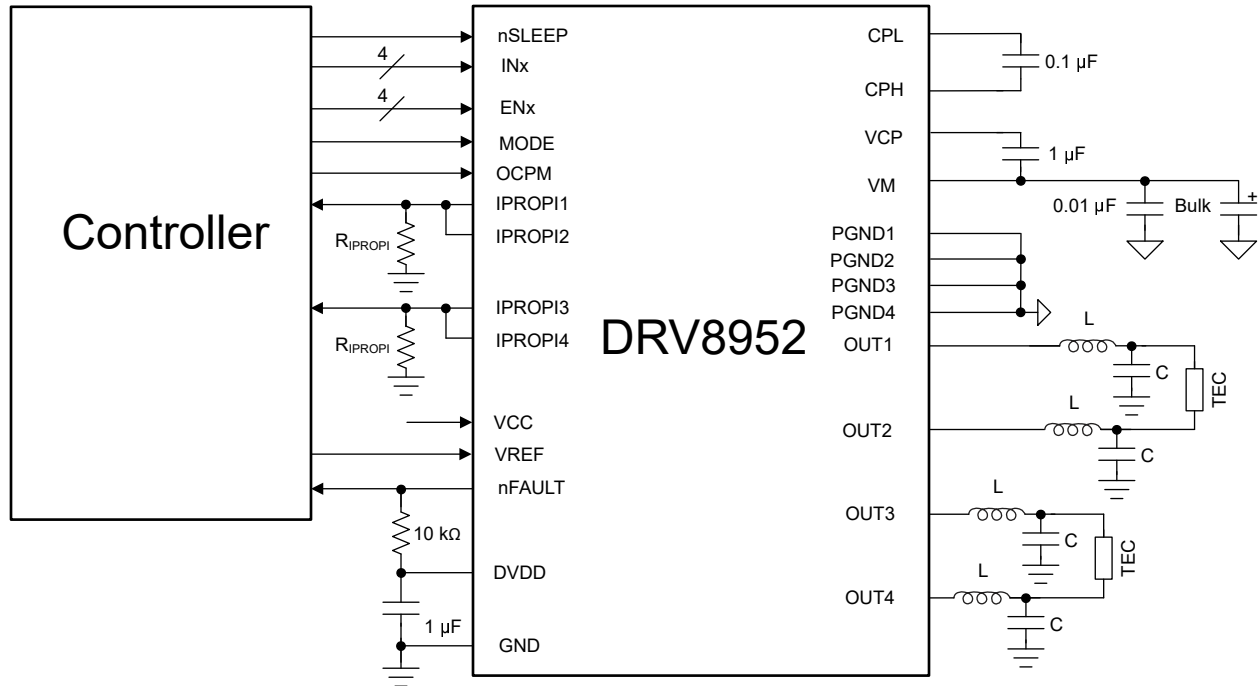 Controller
DRV8952
nSLEEP
4
INx
4
ENx
MODE
OCPM
IPROPI1
IPROPI2
RIPROPI
IPROPI3
IPROPI4
RIPROPI
VCC
VREF
nFAULT
10 kΩ
DVDD
1 µF
GND
CPL
0.1 µF
CPH
VCP
1 µF
VM
0.01 µF
Bulk
+
PGND1
PGND2
PGND3
PGND4
OUT1
L
C
TEC
OUT2
L
C
OUT3
L
C
TEC
OUT4
L
C